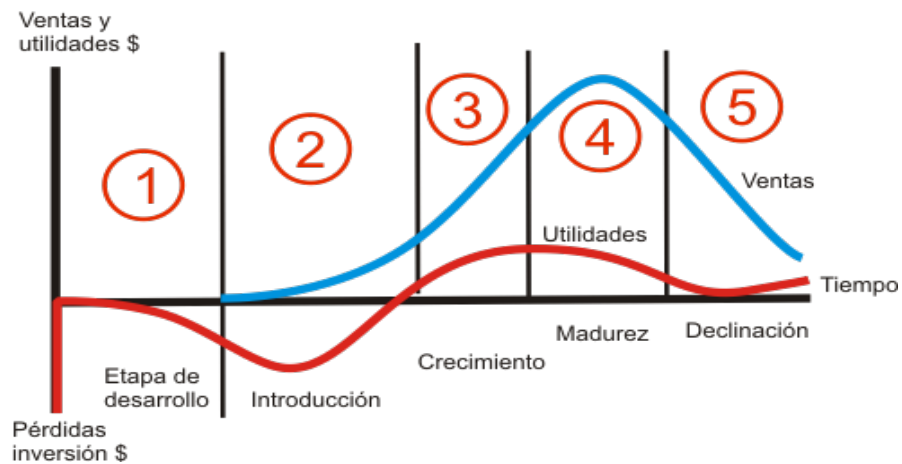 Ventas y
utilidades $
1
2
3
4
5
Ventas
Utilidades
Tiempo
Etapa de
desarrollo
Introducción
Crecimiento
Madurez
Declinación
Pérdidas
inversión $